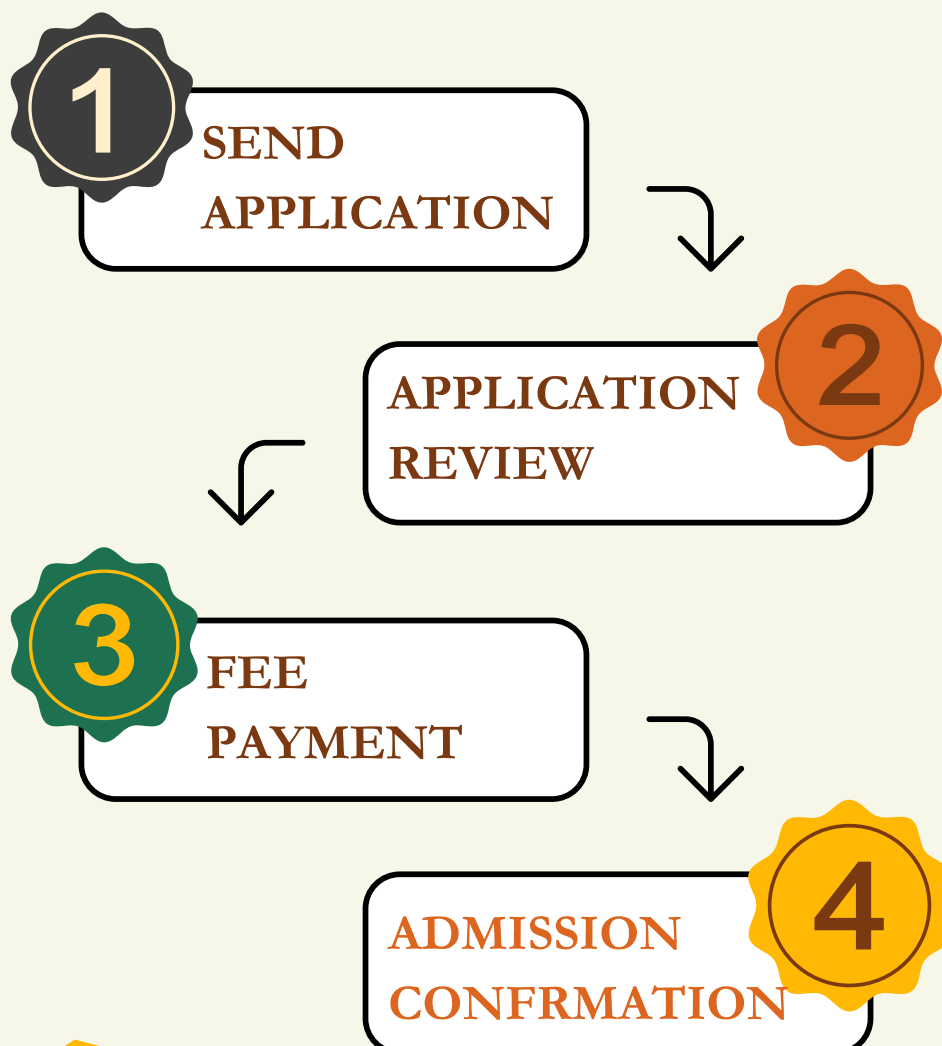 1
SEND
APPLICATION
2
APPLICATION
REVIEW
3
FEE
PAYMENT
4
ADMISSION
CONFRMATION